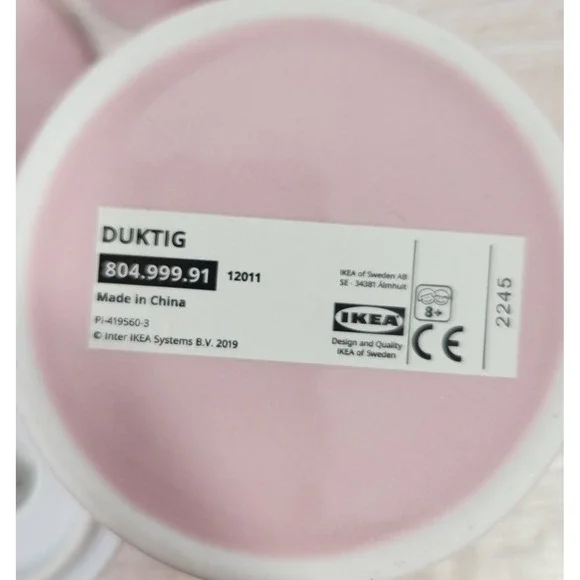 DUKTIG
804.999.91 12011
Made in China
PI-419560-3
© Inter IKEA Systems B.V. 2019
IKEA of Sweden AB
SE - 34381 Älmhult
IKEA
Design and Quality
IKEA of Sweden
8+
CE
2245